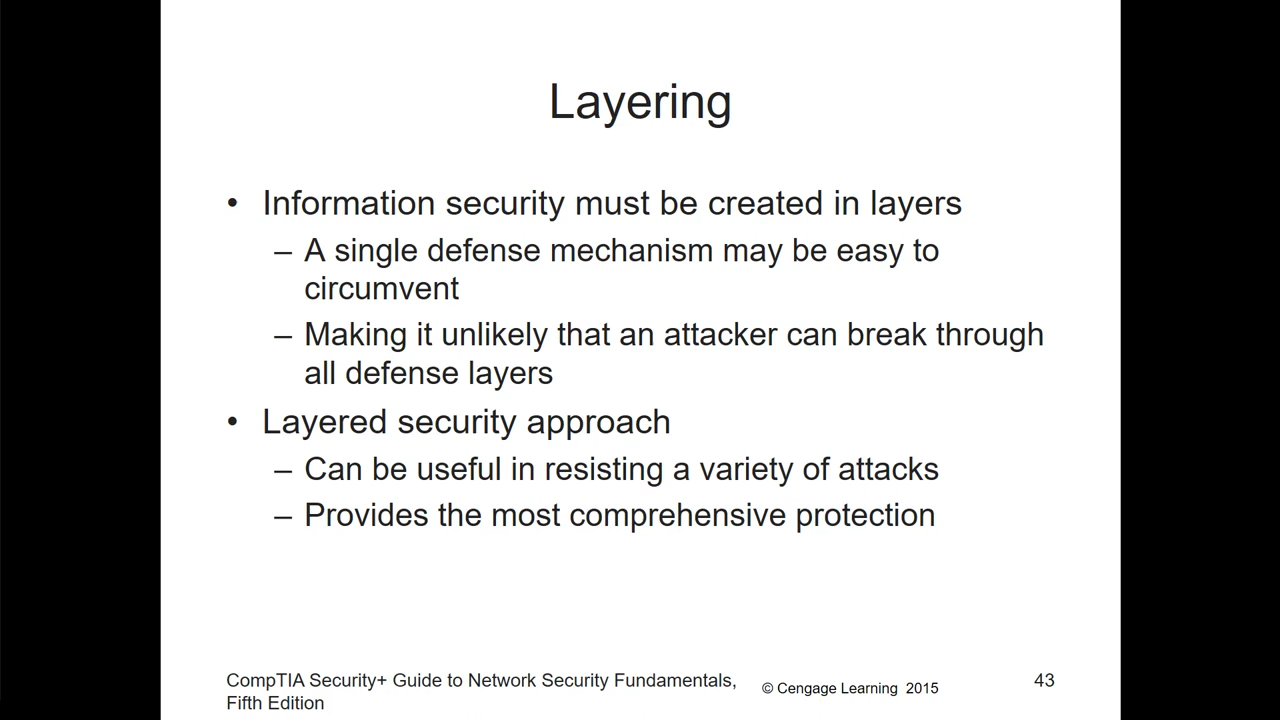 Layering
• Information security must be created in layers
– A single defense mechanism may be easy to
circumvent
– Making it unlikely that an attacker can break through
all defense layers
• Layered security approach
– Can be useful in resisting a variety of attacks
– Provides the most comprehensive protection
CompTIA Security+ Guide to Network Security Fundamentals,
Fifth Edition
© Cengage Learning 2015
43